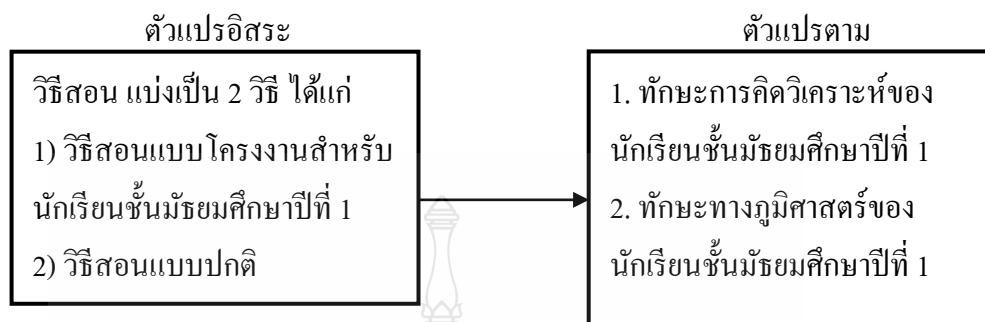 ตัวแปรอิสระ
วิธีสอน แบ่งเป็น 2 วิธี ได้แก่
1) วิธีสอนแบบโครงงานสำหรับ
นักเรียนชั้นมัธยมศึกษาปีที่ 1
2) วิธีสอนแบบปกติ
ตัวแปรตาม
1. ทักษะการคิดวิเคราะห์ของ
นักเรียนชั้นมัธยมศึกษาปีที่ 1
2. ทักษะทางภูมิศาสตร์ของ
นักเรียนชั้นมัธยมศึกษาปีที่ 1